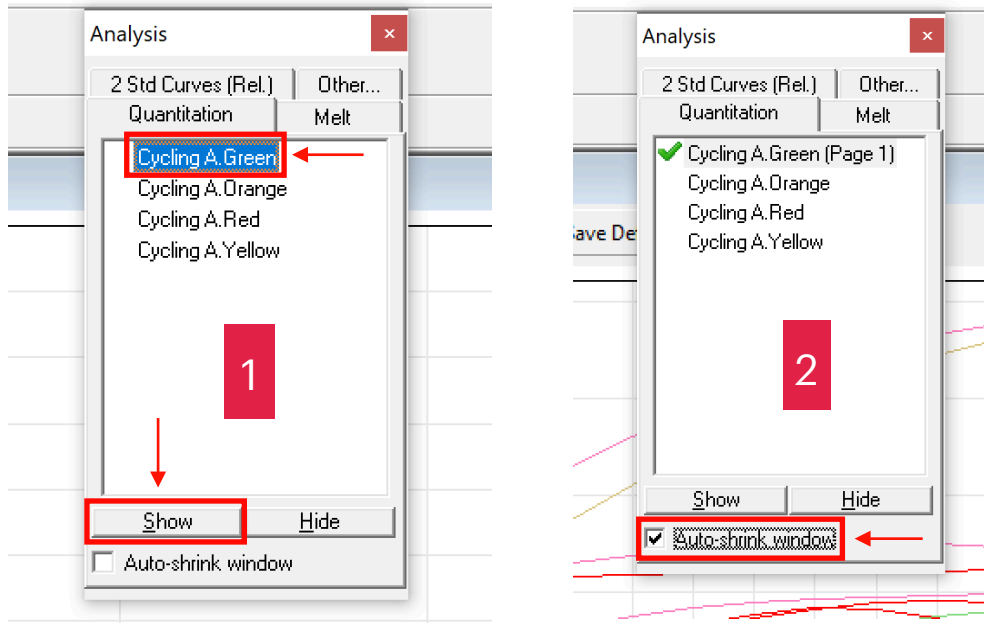 Analysis
×
2 Std Curves (Rel.) Other...
Quantitation Melt
Cycling A.Green
Cycling A.Orange
Cycling A.Red
Cycling A.Yellow
1
Show Hide
Auto-shrink window
Analysis
×
2 Std Curves (Rel.) Other...
Quantitation Melt
Cycling A.Green (Page 1)
Cycling A.Orange
Cycling A.Red
Cycling A.Yellow
ave De
2
Show Hide
Auto-shrink window